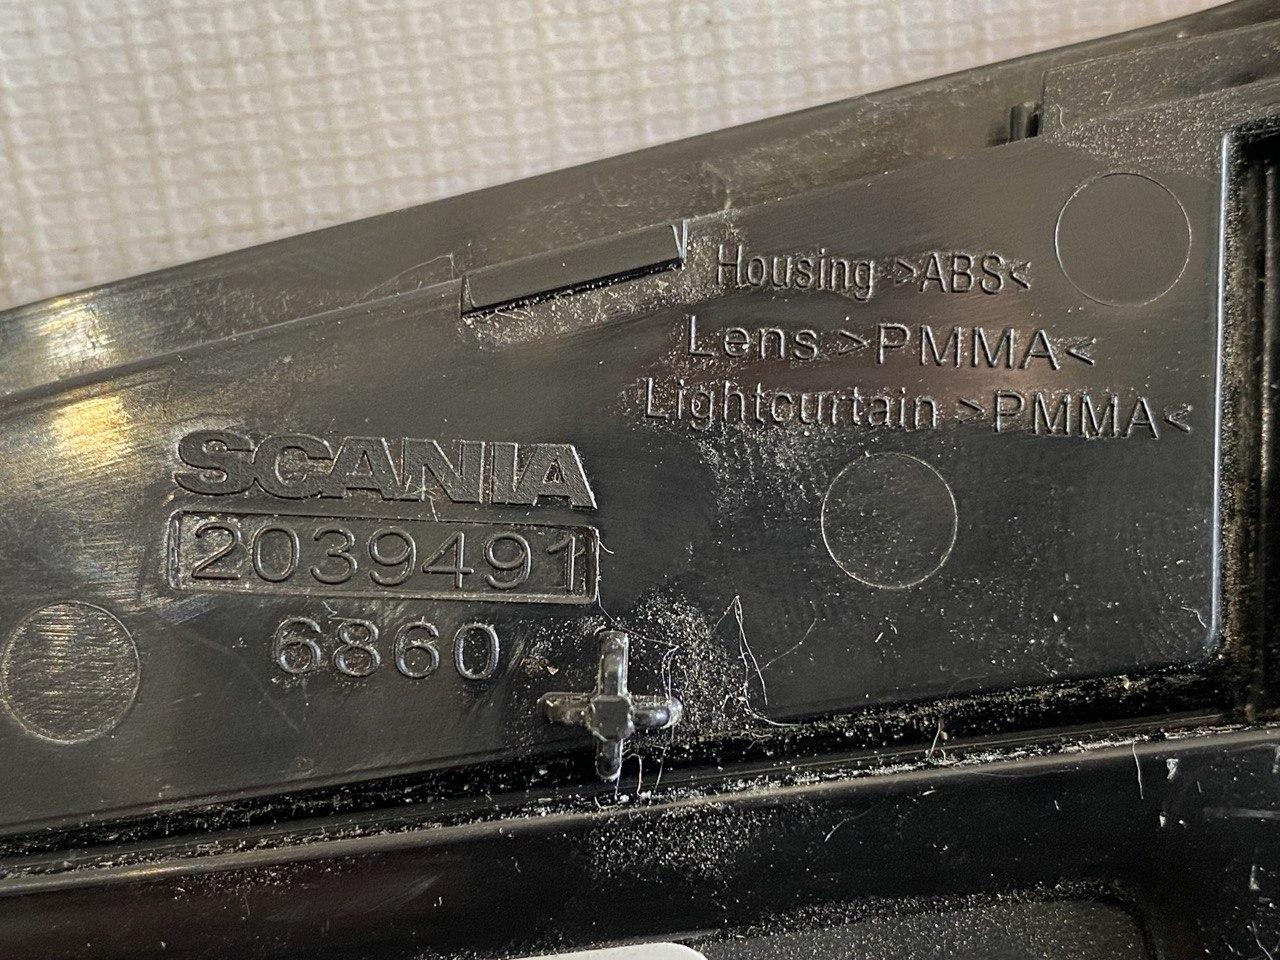 Housing >ABS<
Lens >PMMA<
Lightcurtain >PMMA<
SCANIA
2039491
6860